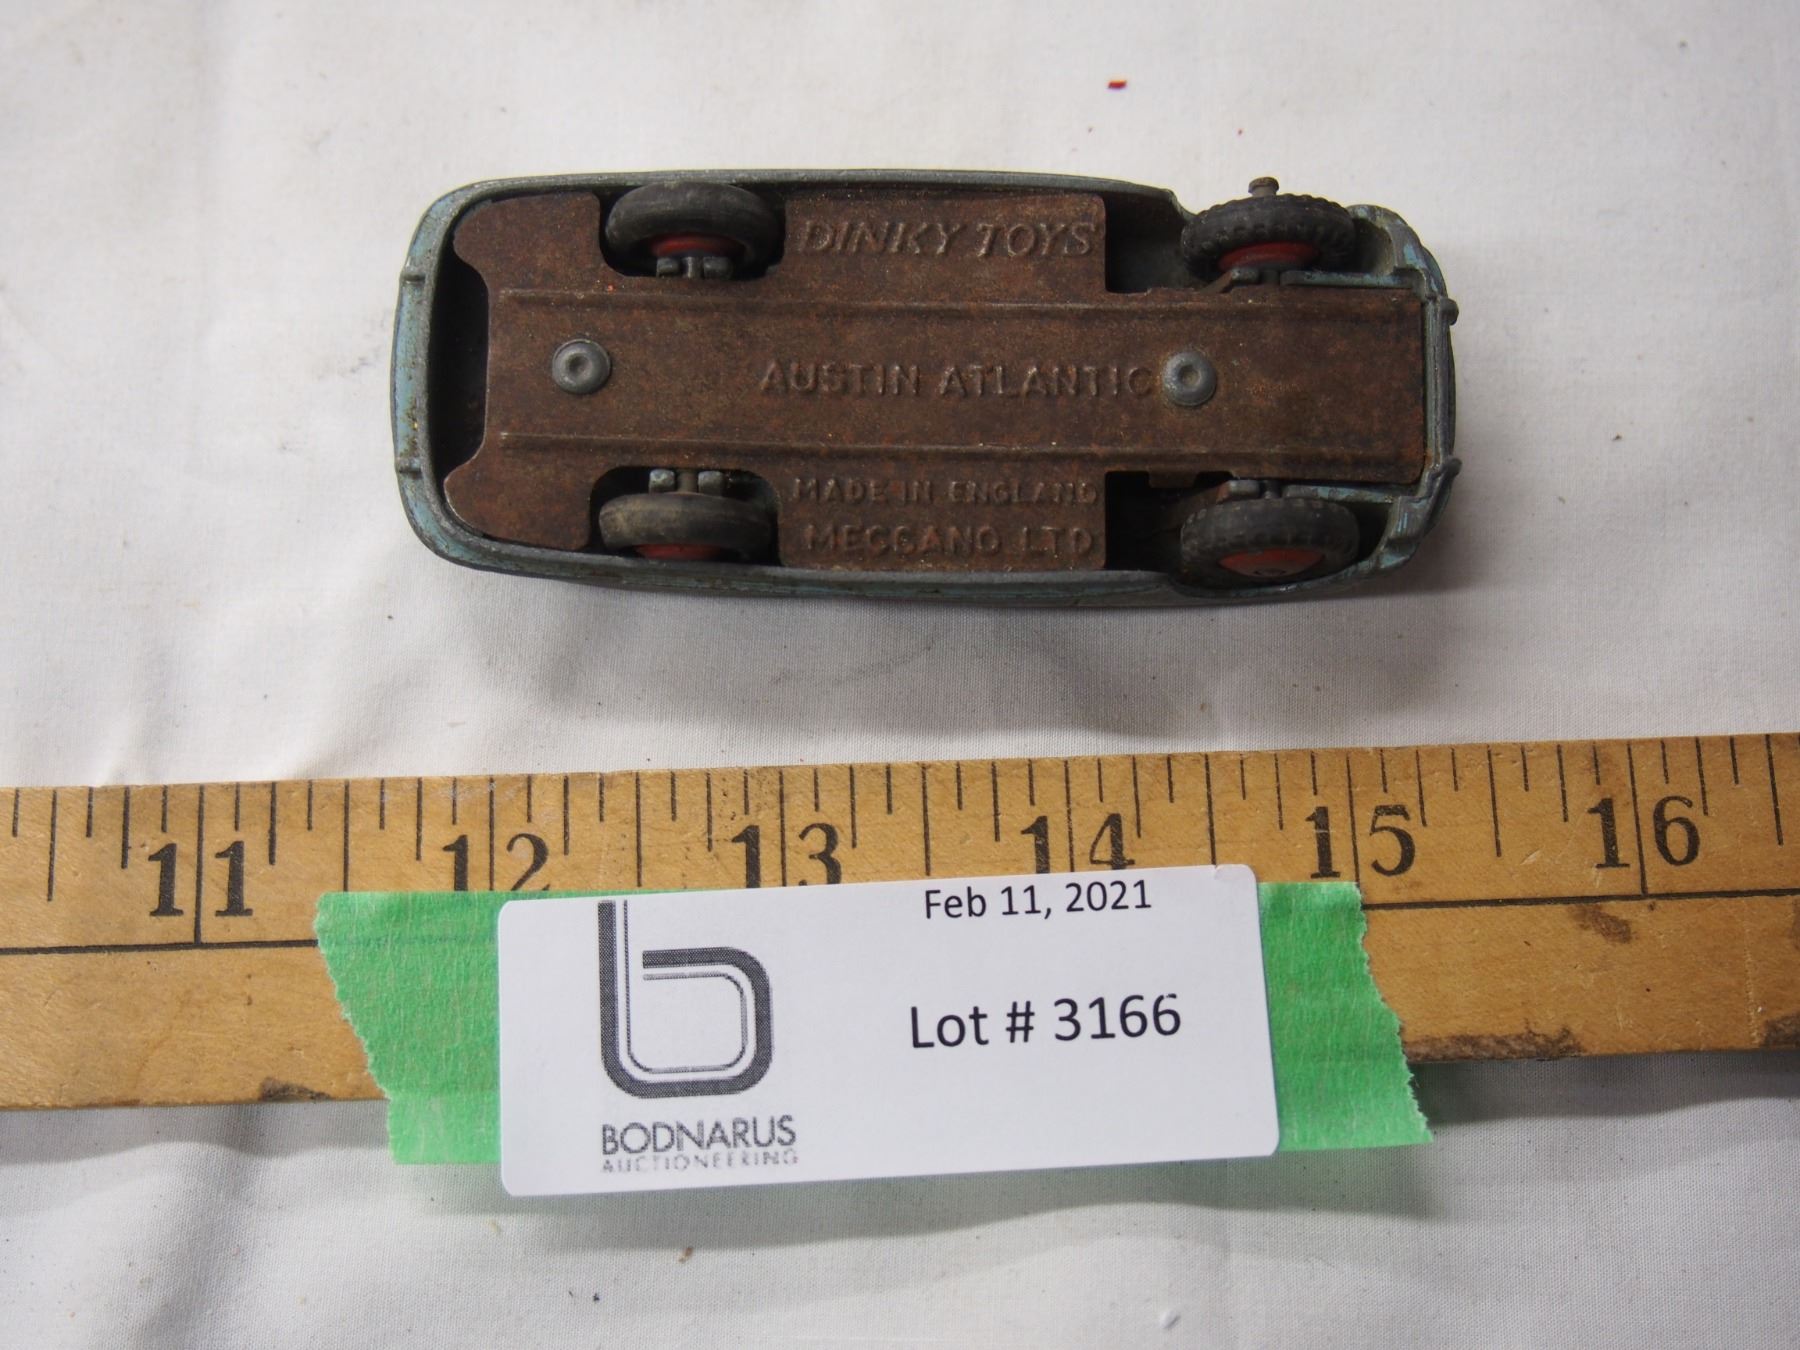 DINKY TOYS
AUSTIN ATLANTIC
MADE IN ENGLAND
MECCANO LTD
11 12 13 14 15 16
Feb 11, 2021
Lot # 3166
b
BODNARUS
AUCTIONEERING